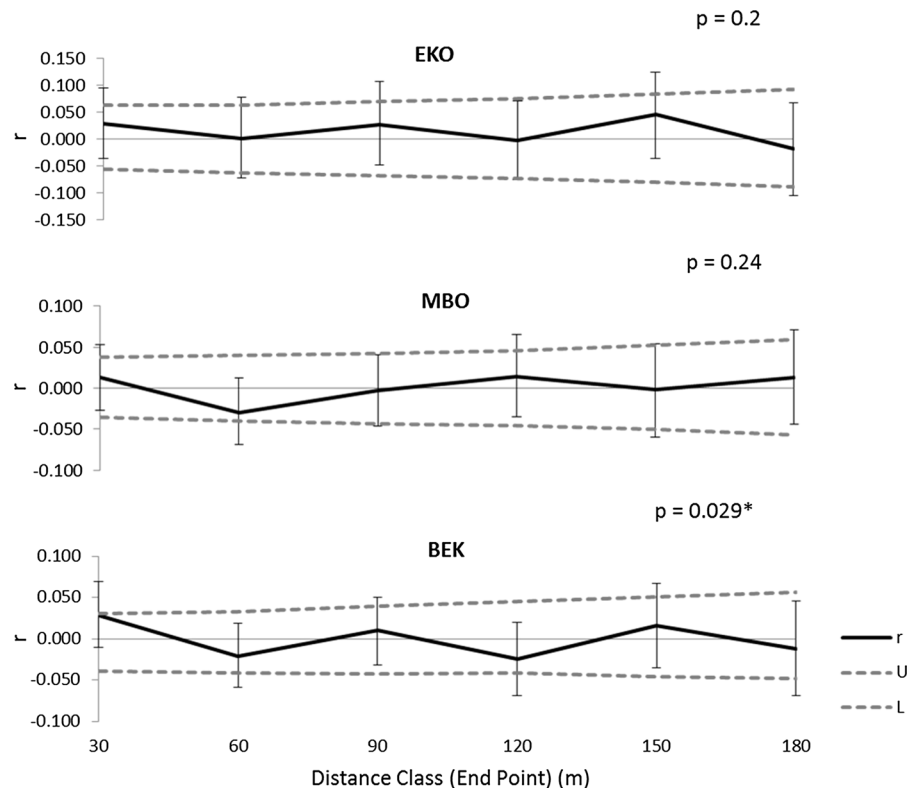 p = 0.2
EKO
0.150
0.100
0.050
0.000
-0.050
-0.100
-0.150
r
p = 0.24
MBO
0.100
0.050
0.000
-0.050
-0.100
r
p = 0.029*
BEK
0.100
0.050
0.000
-0.050
-0.100
r
30 60 90 120 150 180
Distance Class (End Point) (m)
r
U
L